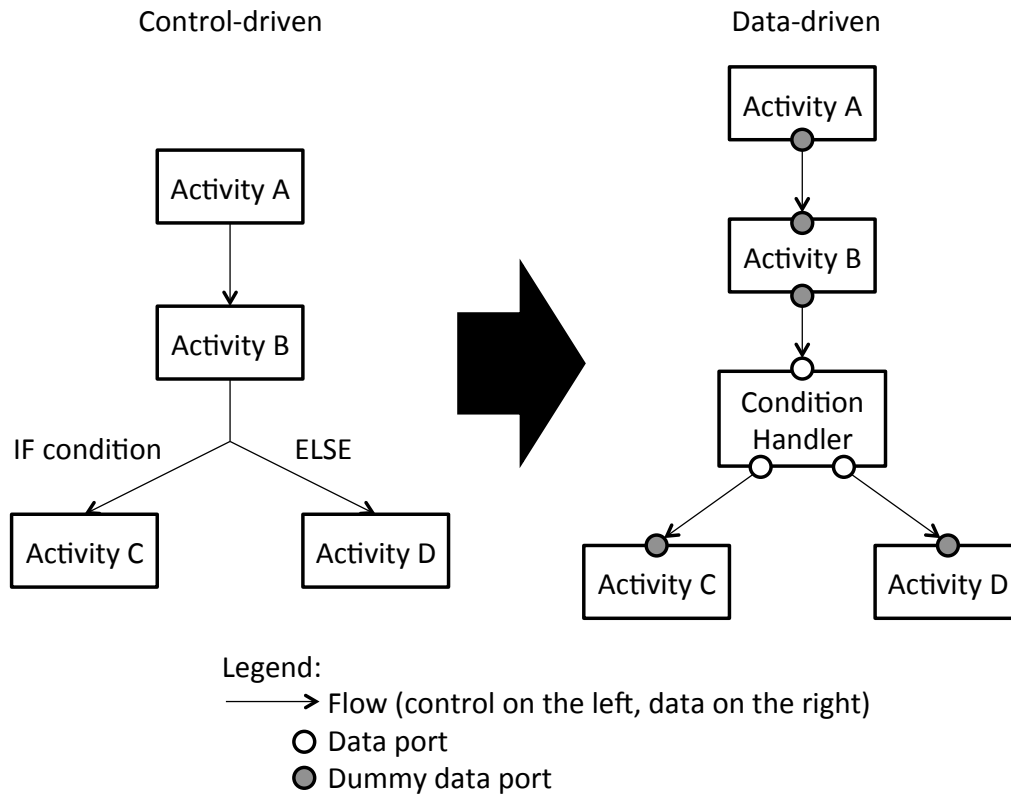 Control-driven
Data-driven
Activity A
Activity B
IF condition
ELSE
Activity C
Activity D
Activity A
Activity B
Condition
Handler
Activity C
Activity D
Legend:
Flow (control on the left, data on the right)
Data port
Dummy data port